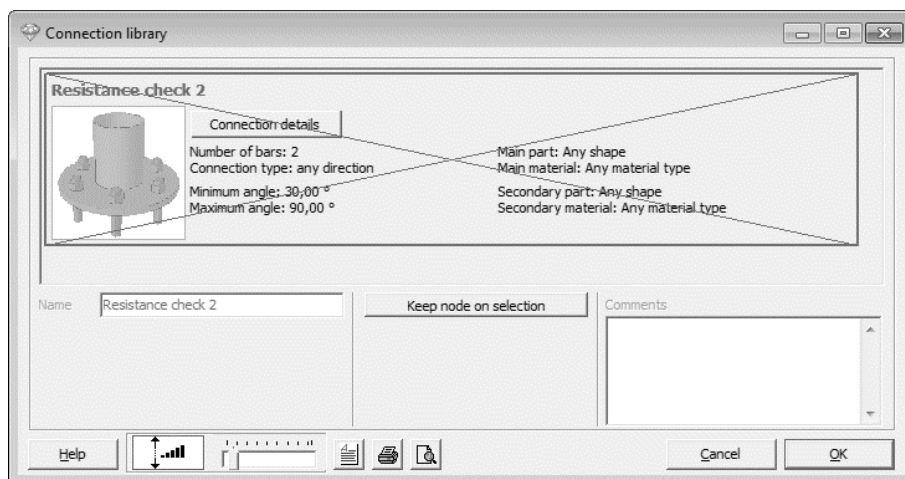 Connection library
Resistance check 2
Connection details
Number of bars: 2
Connection type: any direction
Minimum angle: 30,00 °
Maximum angle: 90,00 °
Main part: Any shape
Main material: Any material type
Secondary part: Any shape
Secondary material: Any material type
Name
Resistance check 2
Keep node on selection
Comments
Help
Cancel
OK